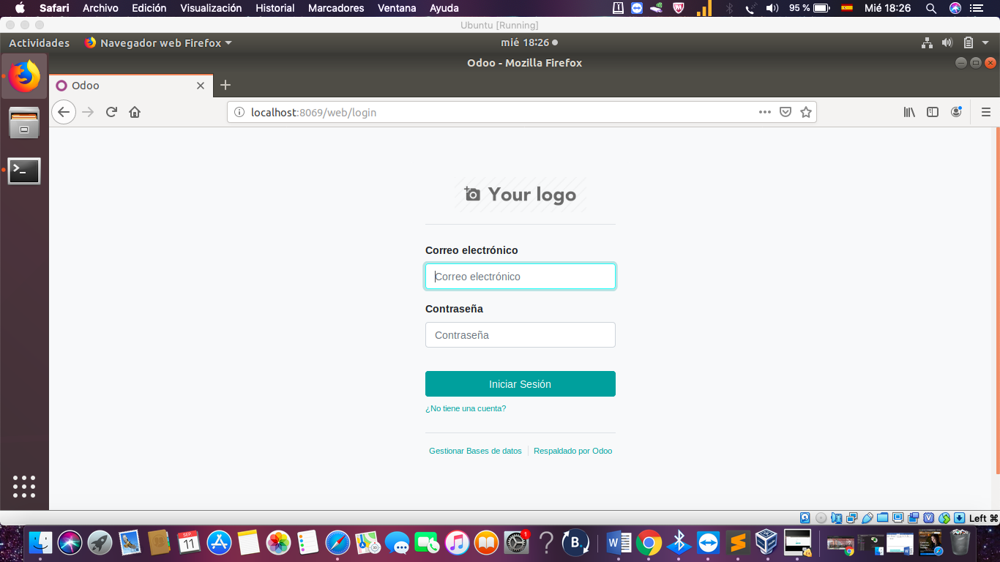 Safari Archivo Edición Visualización Historial Marcadores Ventana Ayuda 95 % Mié 18:26
Ubuntu [Running]
Actividades Navegador web Firefox mié 18:26
Odoo - Mozilla Firefox
Odoo
localhost:8069/web/login
Your logo
Correo electrónico
Correo electrónico
Contraseña
Contraseña
Iniciar Sesión
¿No tiene una cuenta?
Gestionar Bases de datos Respaldado por Odoo
Left ⌘
SEP.
11
1
B.